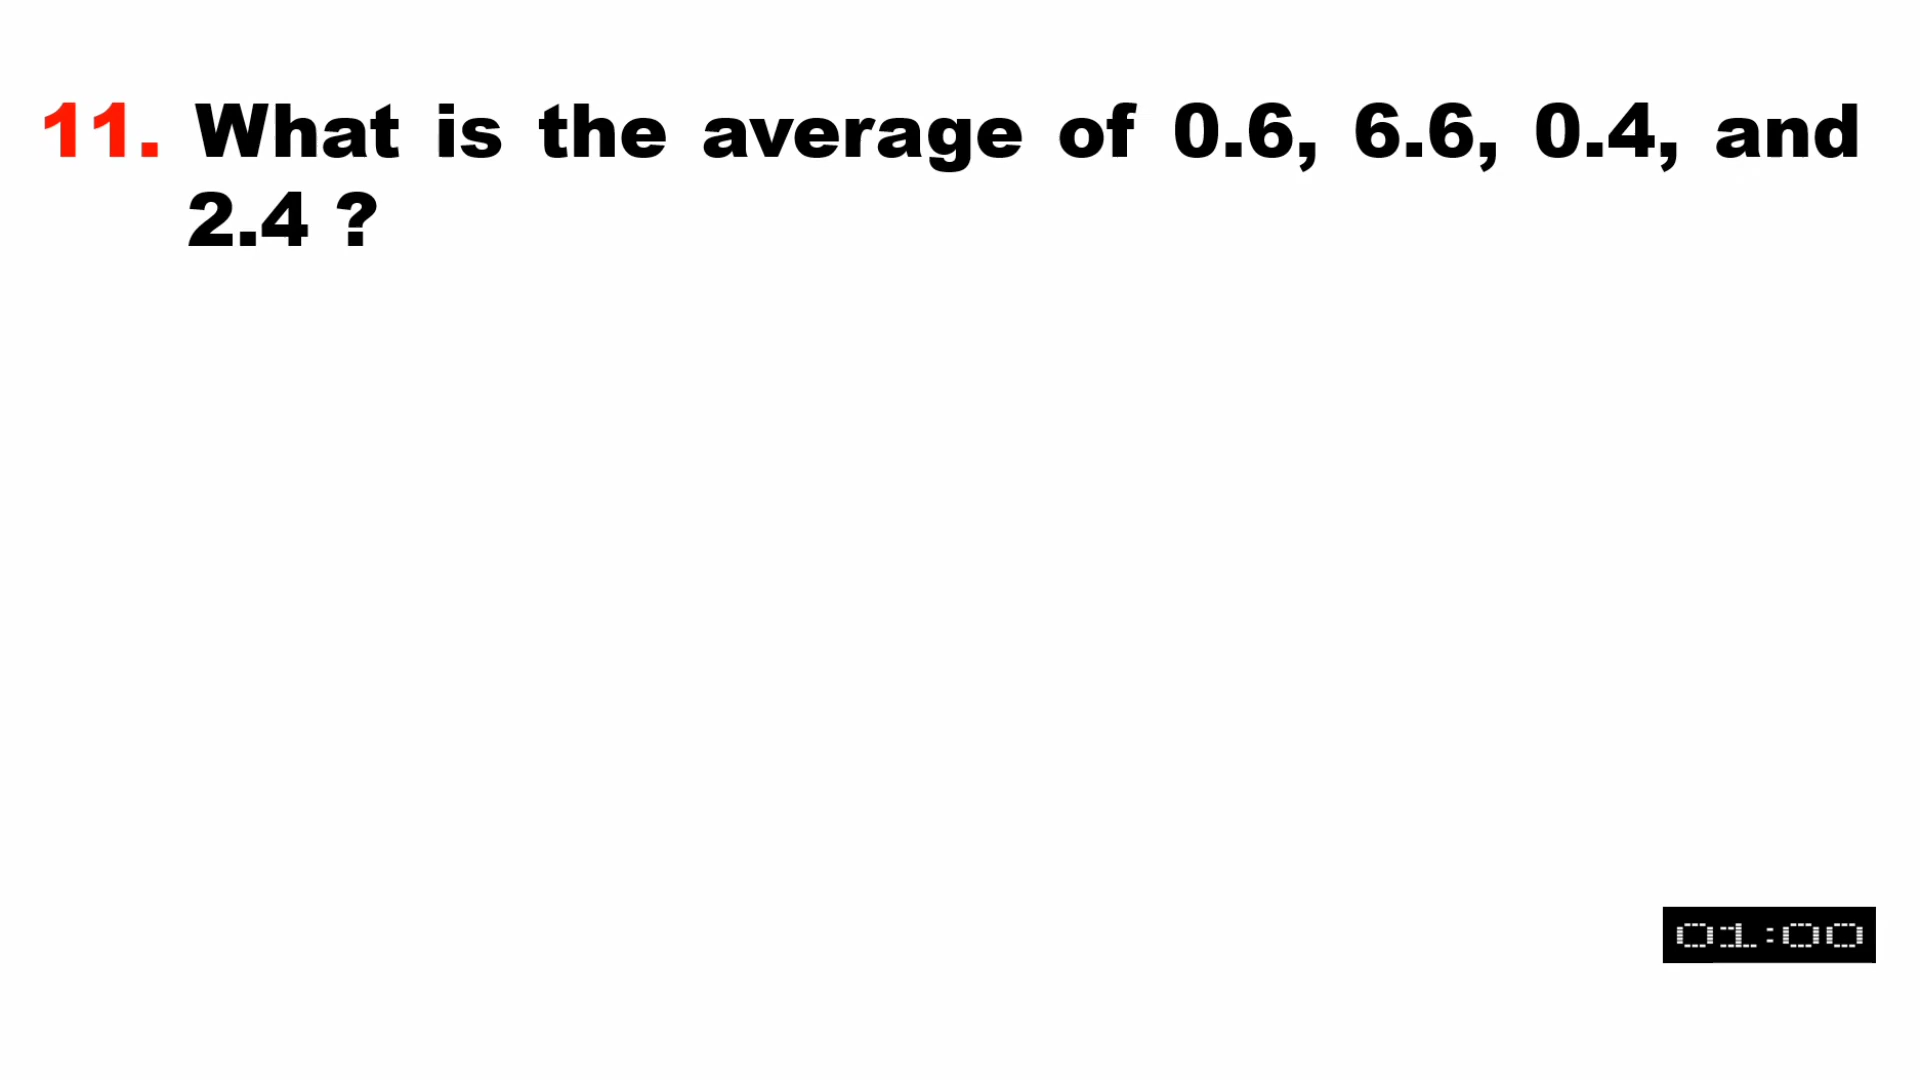 11. What is the average of 0.6, 6.6, 0.4, and
2.4 ?
01:00